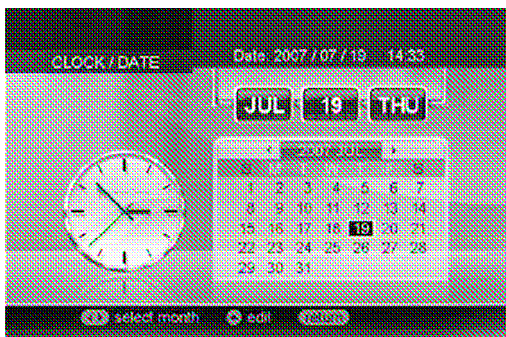 CLOCK / DATE
Date 2007 / 07 / 19 14:33
JUL 19 THU
S S
1 2 3 4 5 6 7
8 9 10 11 12 13 14
15 16 17 18 19 20 21
22 23 24 25 26 27 28
29 30 31
select month edit return